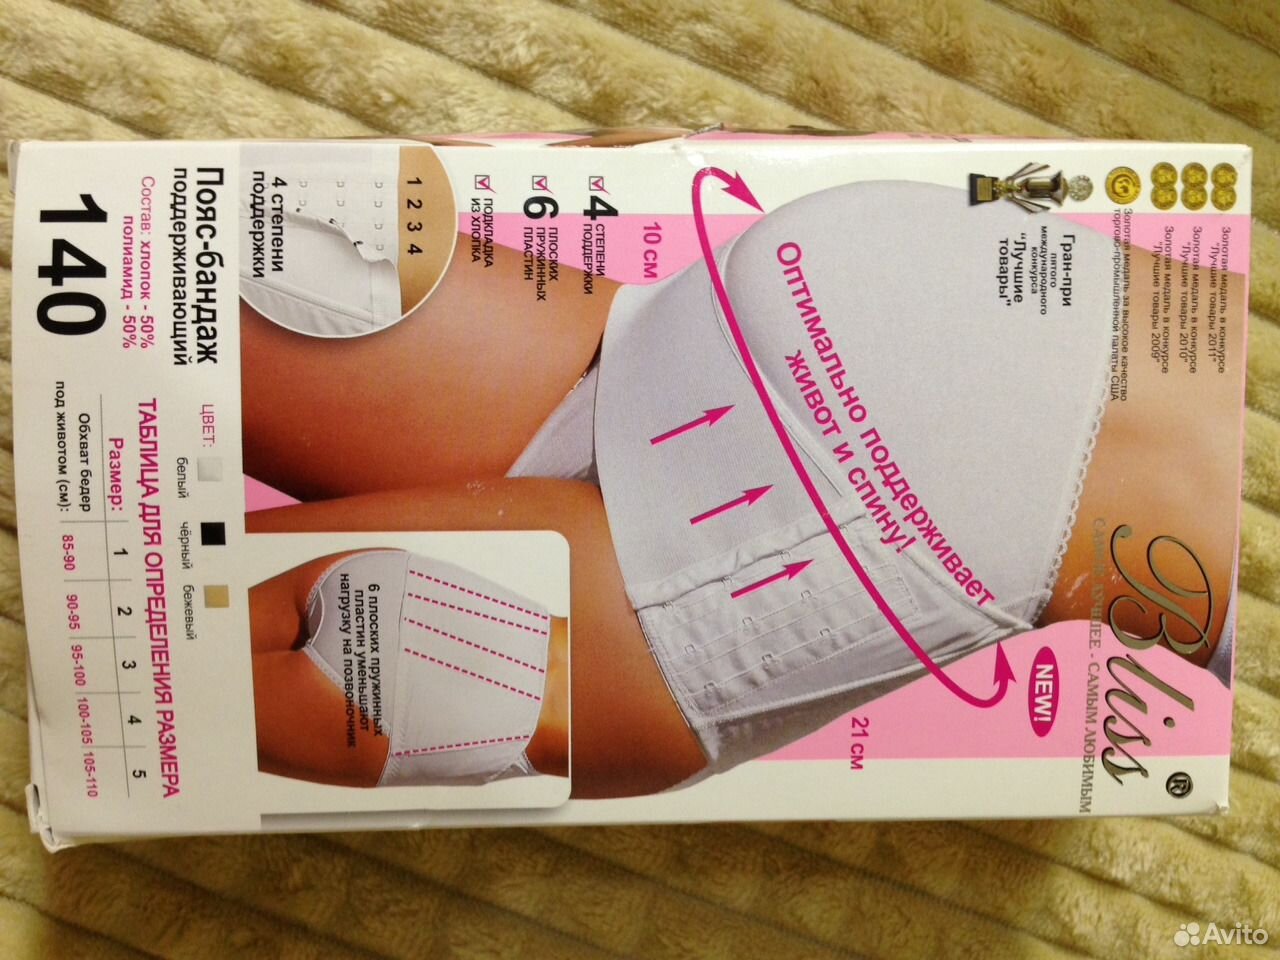 Bliss®
САМОЕ ЛУЧШЕЕ - САМЫМ ЛЮБИМЫМ
Золотая медаль в конкурсе
"Лучшие товары 2011"
Золотая медаль в конкурсе
"Лучшие товары 2010"
Золотая медаль в конкурсе
"Лучшие товары 2009"
Золотая медаль за высокое качество
торгово-промышленной палаты США
Гран-при
пятого
международного
конкурса
"Лучшие
товары"
NEW!
Оптимально поддерживает
живот и спину!
10 см
21 см
4 СТЕПЕНИ
ПОДДЕРЖКИ
6 ПЛОСКИХ
ПРУЖИННЫХ
ПЛАСТИН
ПОДКЛАДКА
ИЗ ХЛОПКА
1 2 3 4
4 степени
поддержки
6 плоских пружинных
пластин уменьшают
нагрузку на позвоночник
Пояс-бандаж
поддерживающий
Состав: хлопок - 50%
полиамид - 50%
140
ЦВЕТ:
белый
чёрный
бежевый
ТАБЛИЦА ДЛЯ ОПРЕДЕЛЕНИЯ РАЗМЕРА
Размер: 1 2 3 4 5
Обхват бедер
под животом (см): 85-90 90-95 95-100 100-105 105-110
Avito